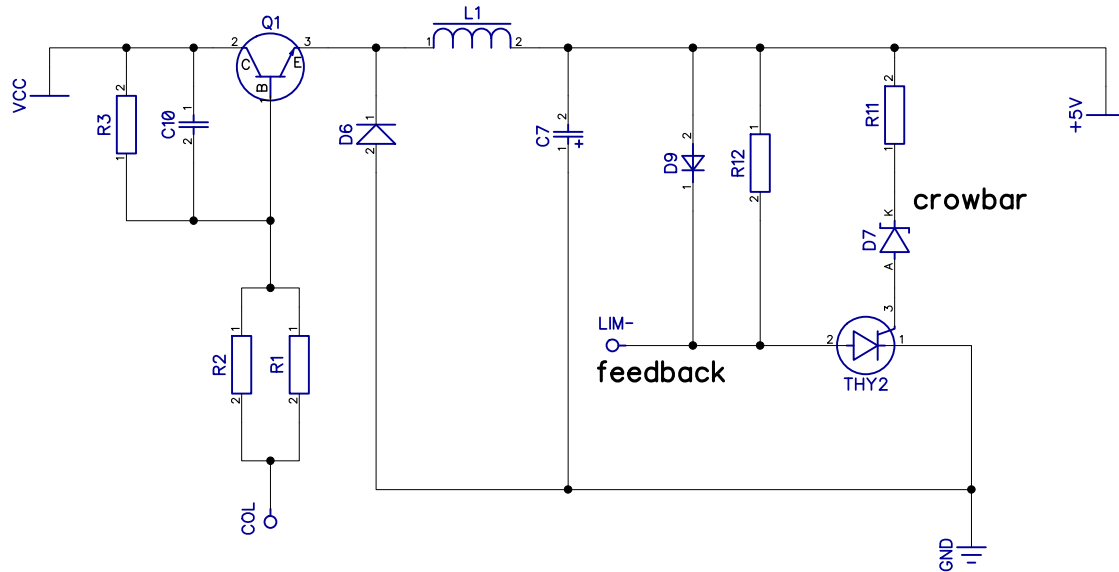 L1
Q1
1
2
2
3
C
E
B
1
VCC
R3
2
1
C10
1
2
D6
1
2
C7
2
1
+
D9
2
1
R12
1
2
R11
2
1
+5V
crowbar
K
D7
A
3
LIM-
2
1
feedback
THY2
R2
1
2
R1
1
2
COL
GND